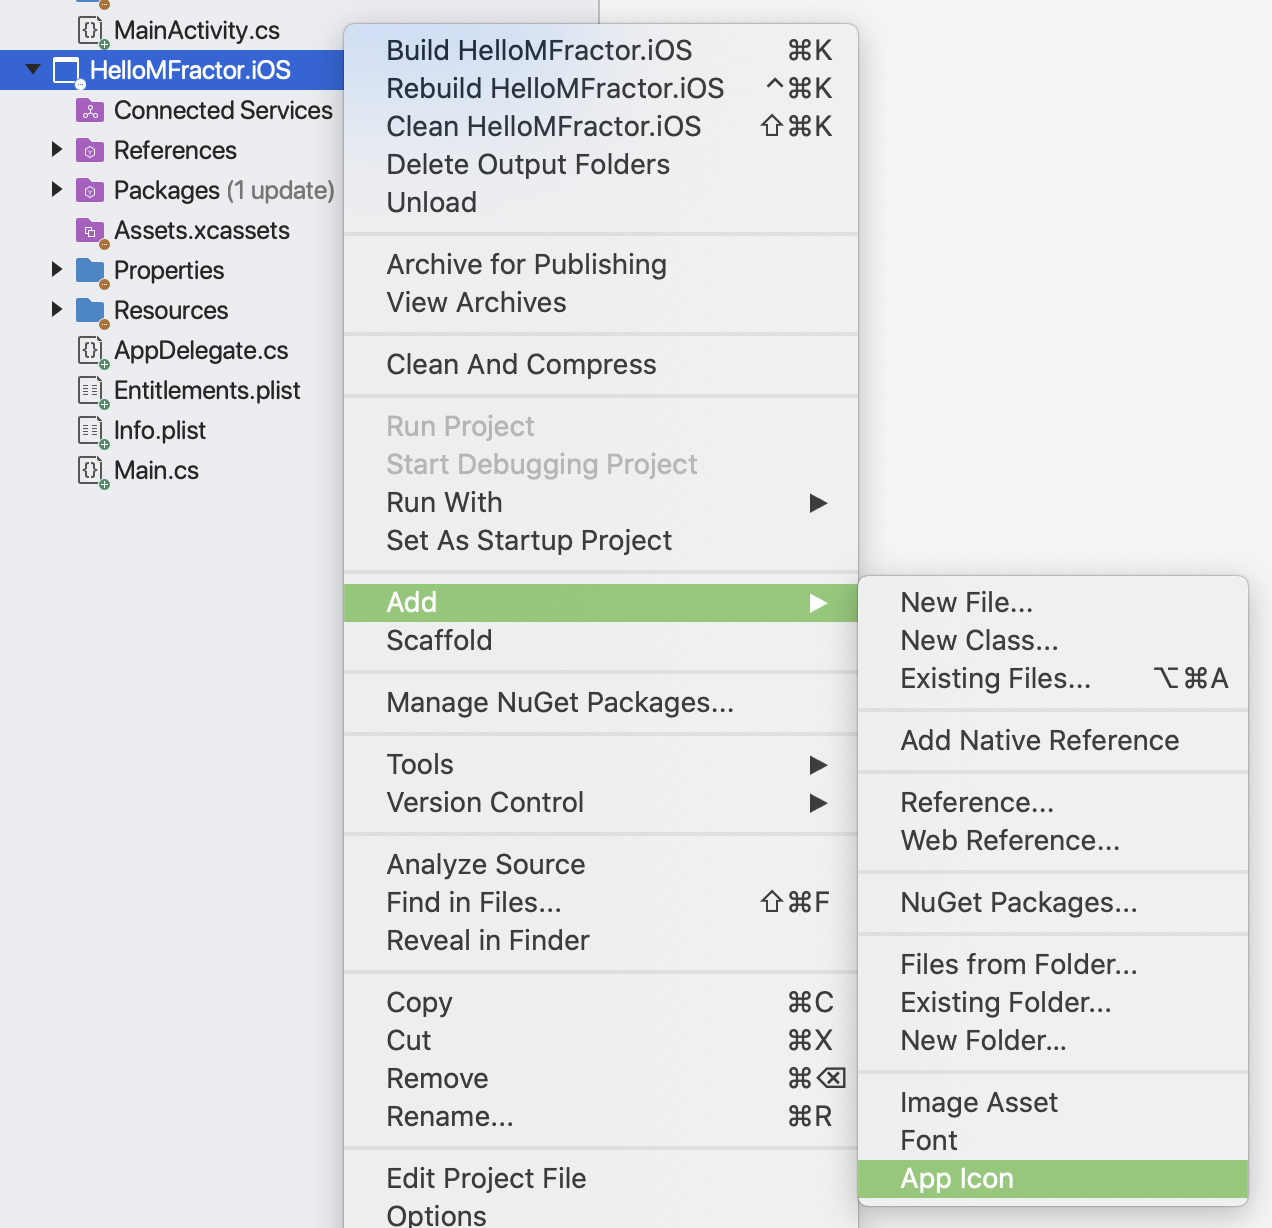 MainActivity.cs
HelloMFractor.iOS
Connected Services
References
Packages (1 update)
Assets.xcassets
Properties
Resources
AppDelegate.cs
Entitlements.plist
Info.plist
Main.cs
Build HelloMFractor.iOS ⌘K
Rebuild HelloMFractor.iOS ^⌘K
Clean HelloMFractor.iOS ⇧⌘K
Delete Output Folders
Unload
Archive for Publishing
View Archives
Clean And Compress
Run Project
Start Debugging Project
Run With
Set As Startup Project
Add
Scaffold
Manage NuGet Packages...
Tools
Version Control
Analyze Source
Find in Files... ⇧⌘F
Reveal in Finder
Copy ⌘C
Cut ⌘X
Remove ⌘⌫
Rename... ⌘R
Edit Project File
Options
New File...
New Class...
Existing Files... ⌥⌘A
Add Native Reference
Reference...
Web Reference...
NuGet Packages...
Files from Folder...
Existing Folder...
New Folder...
Image Asset
Font
App Icon